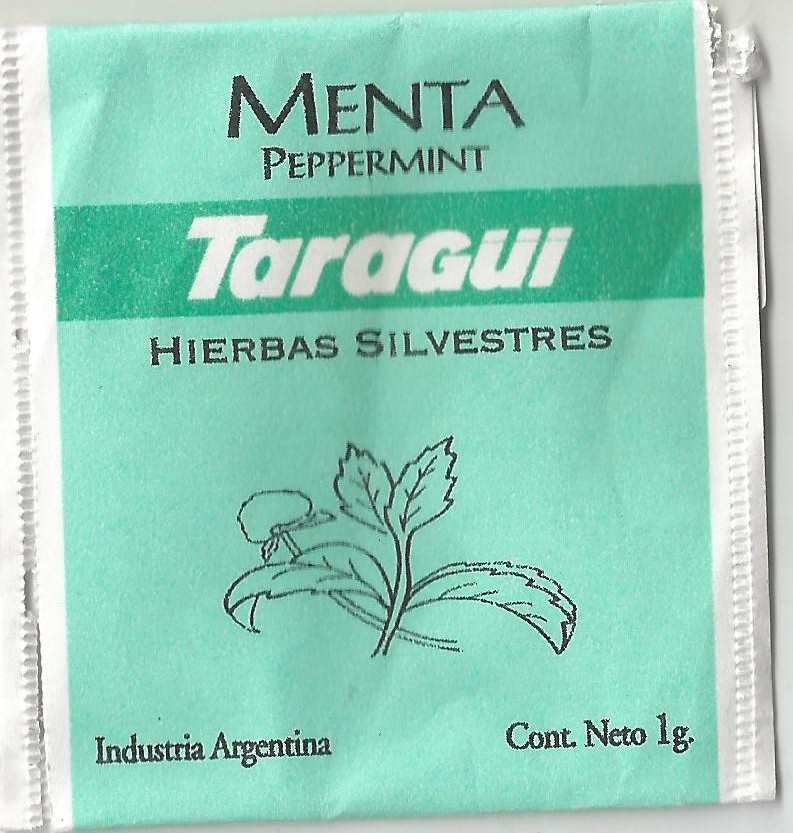 MENTA
PEPPERMINT
Taragui
HIERBAS SILVESTRES
Industria Argentina
Cont. Neto 1g.